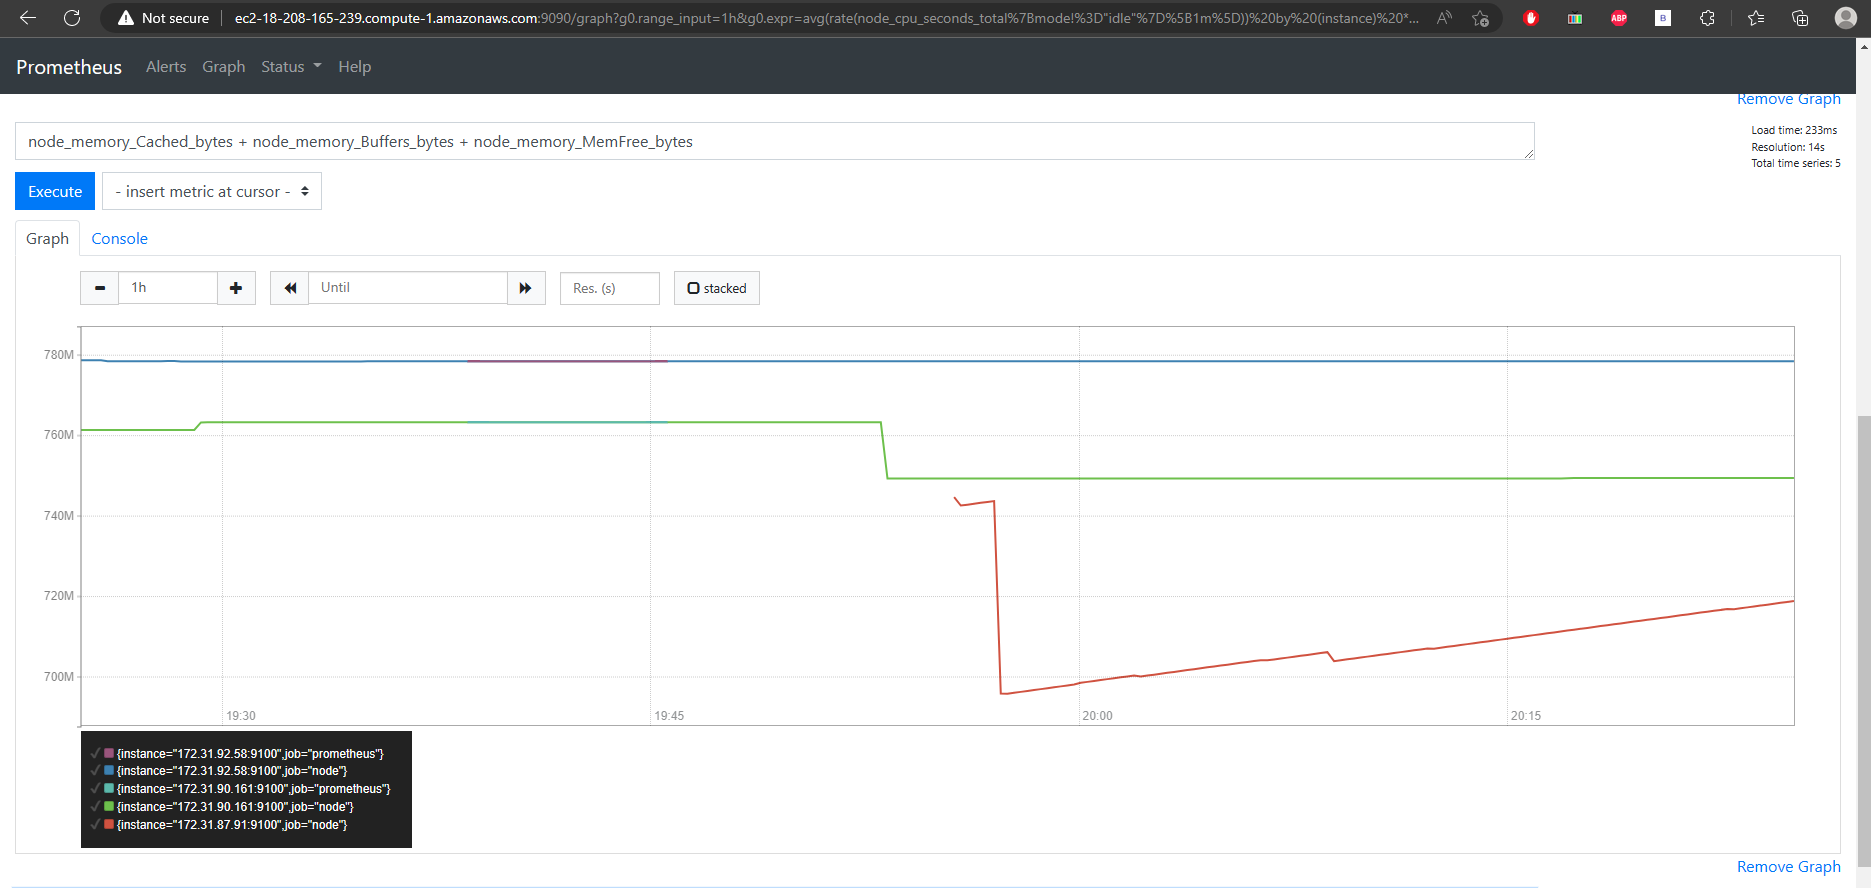 Not secure
ec2-18-208-165-239.compute-1.amazonaws.com:9090/graph?g0.range_input=1h&g0.expr=avg(rate(node_cpu_seconds_total%7Bmode!%3D"idle"%7D%5B1m%5D))%20by%20(instance)%20*...
ABP
B
Prometheus Alerts Graph Status Help
Remove Graph
node_memory_Cached_bytes + node_memory_Buffers_bytes + node_memory_MemFree_bytes
Load time: 233ms
Resolution: 14s
Total time series: 5
Execute - insert metric at cursor -
Graph Console
1h Until Res. (s) stacked
780M
760M
740M
720M
700M
19:30 19:45 20:00 20:15
{instance="172.31.92.58:9100",job="prometheus"}
{instance="172.31.92.58:9100",job="node"}
{instance="172.31.90.161:9100",job="prometheus"}
{instance="172.31.90.161:9100",job="node"}
{instance="172.31.87.91:9100",job="node"}
Remove Graph